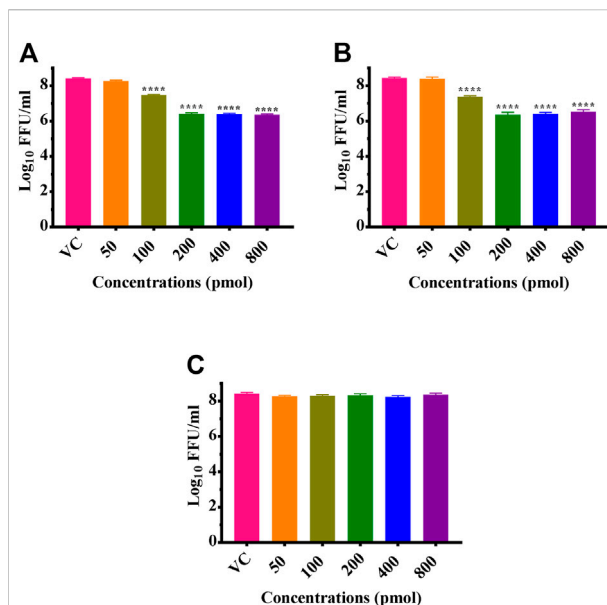 A
Log10 FFU/ml
8
6
4
2
0
**** **** **** ****
VC 50 100 200 400 800
Concentrations (pmol)
B
Log10 FFU/ml
8
6
4
2
0
**** **** **** ****
VC 50 100 200 400 800
Concentrations (pmol)
C
Log10 FFU/ml
8
6
4
2
0
VC 50 100 200 400 800
Concentrations (pmol)